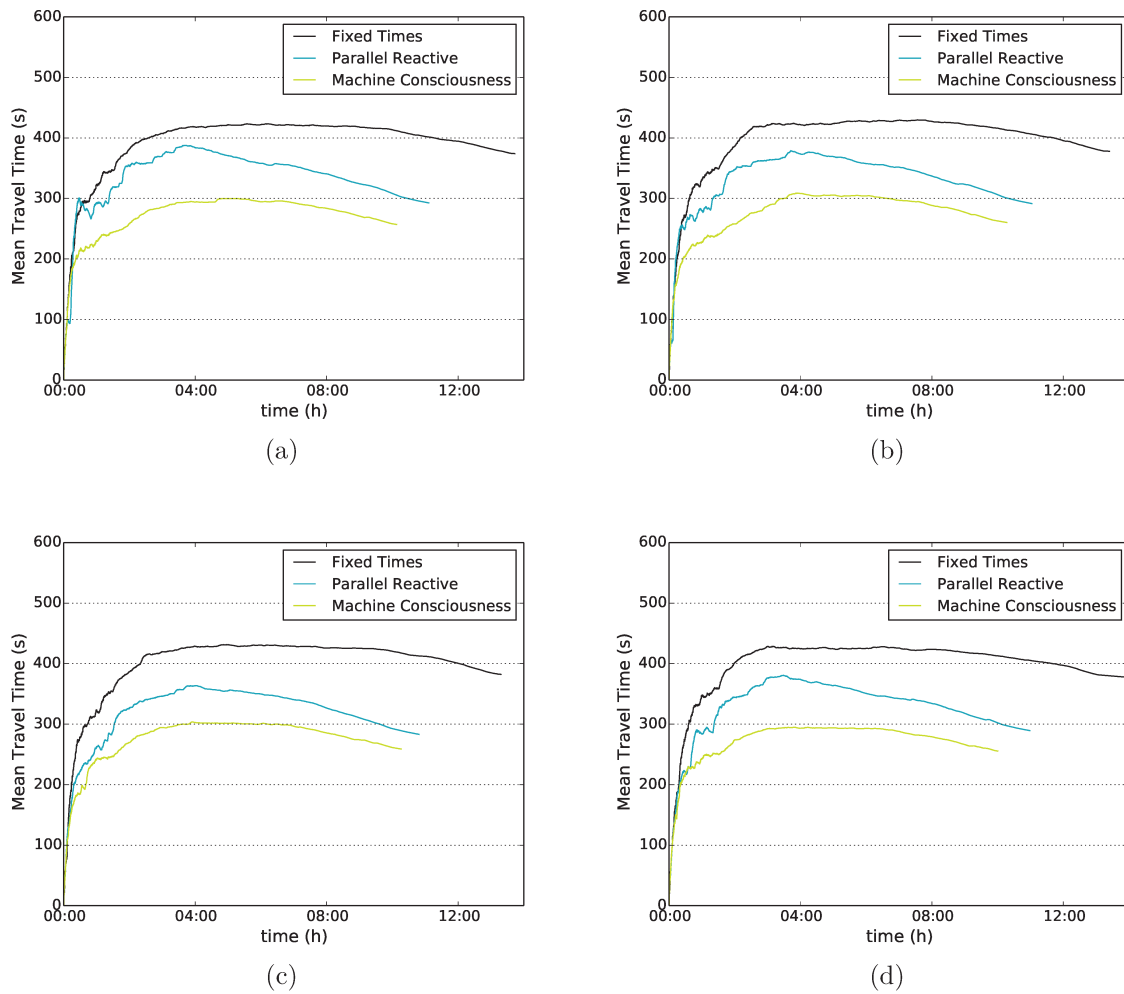 600
500
400
300
200
100
0
Mean Travel Time (s)
Fixed Times
Parallel Reactive
Machine Consciousness
00:00 04:00 08:00 12:00
time (h)
(a)
600
500
400
300
200
100
0
Mean Travel Time (s)
Fixed Times
Parallel Reactive
Machine Consciousness
00:00 04:00 08:00 12:00
time (h)
(b)
600
500
400
300
200
100
0
Mean Travel Time (s)
Fixed Times
Parallel Reactive
Machine Consciousness
00:00 04:00 08:00 12:00
time (h)
(c)
600
500
400
300
200
100
0
Mean Travel Time (s)
Fixed Times
Parallel Reactive
Machine Consciousness
00:00 04:00 08:00 12:00
time (h)
(d)